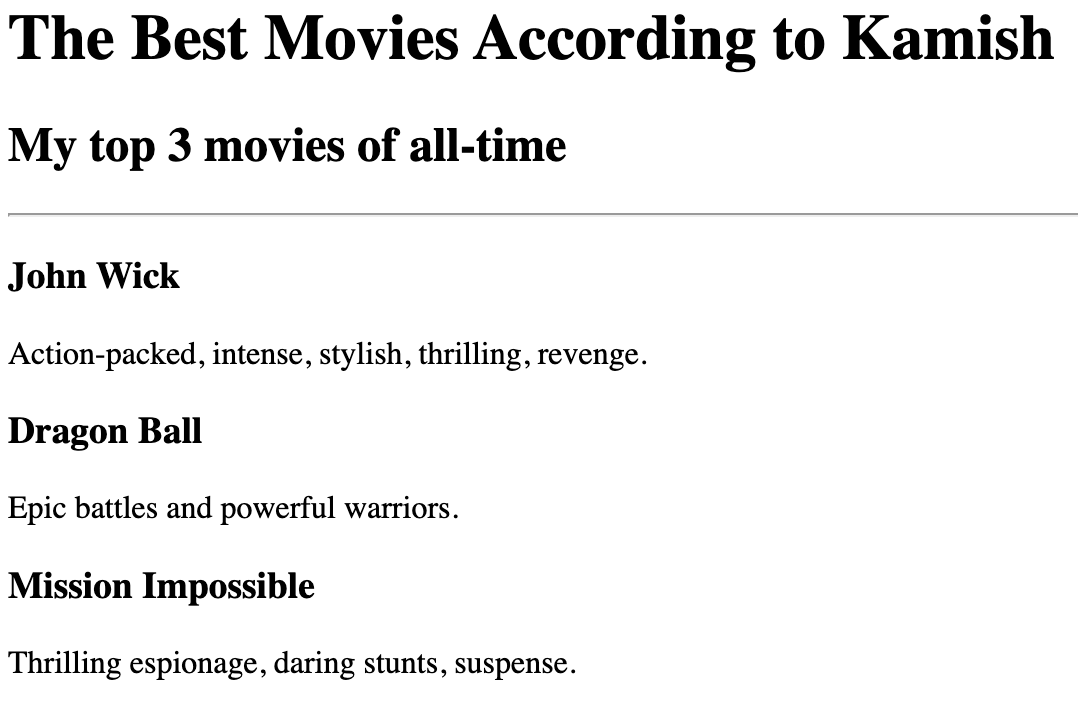 The Best Movies According to Kamish
My top 3 movies of all-time
John Wick
Action-packed, intense, stylish, thrilling, revenge.
Dragon Ball
Epic battles and powerful warriors.
Mission Impossible
Thrilling espionage, daring stunts, suspense.